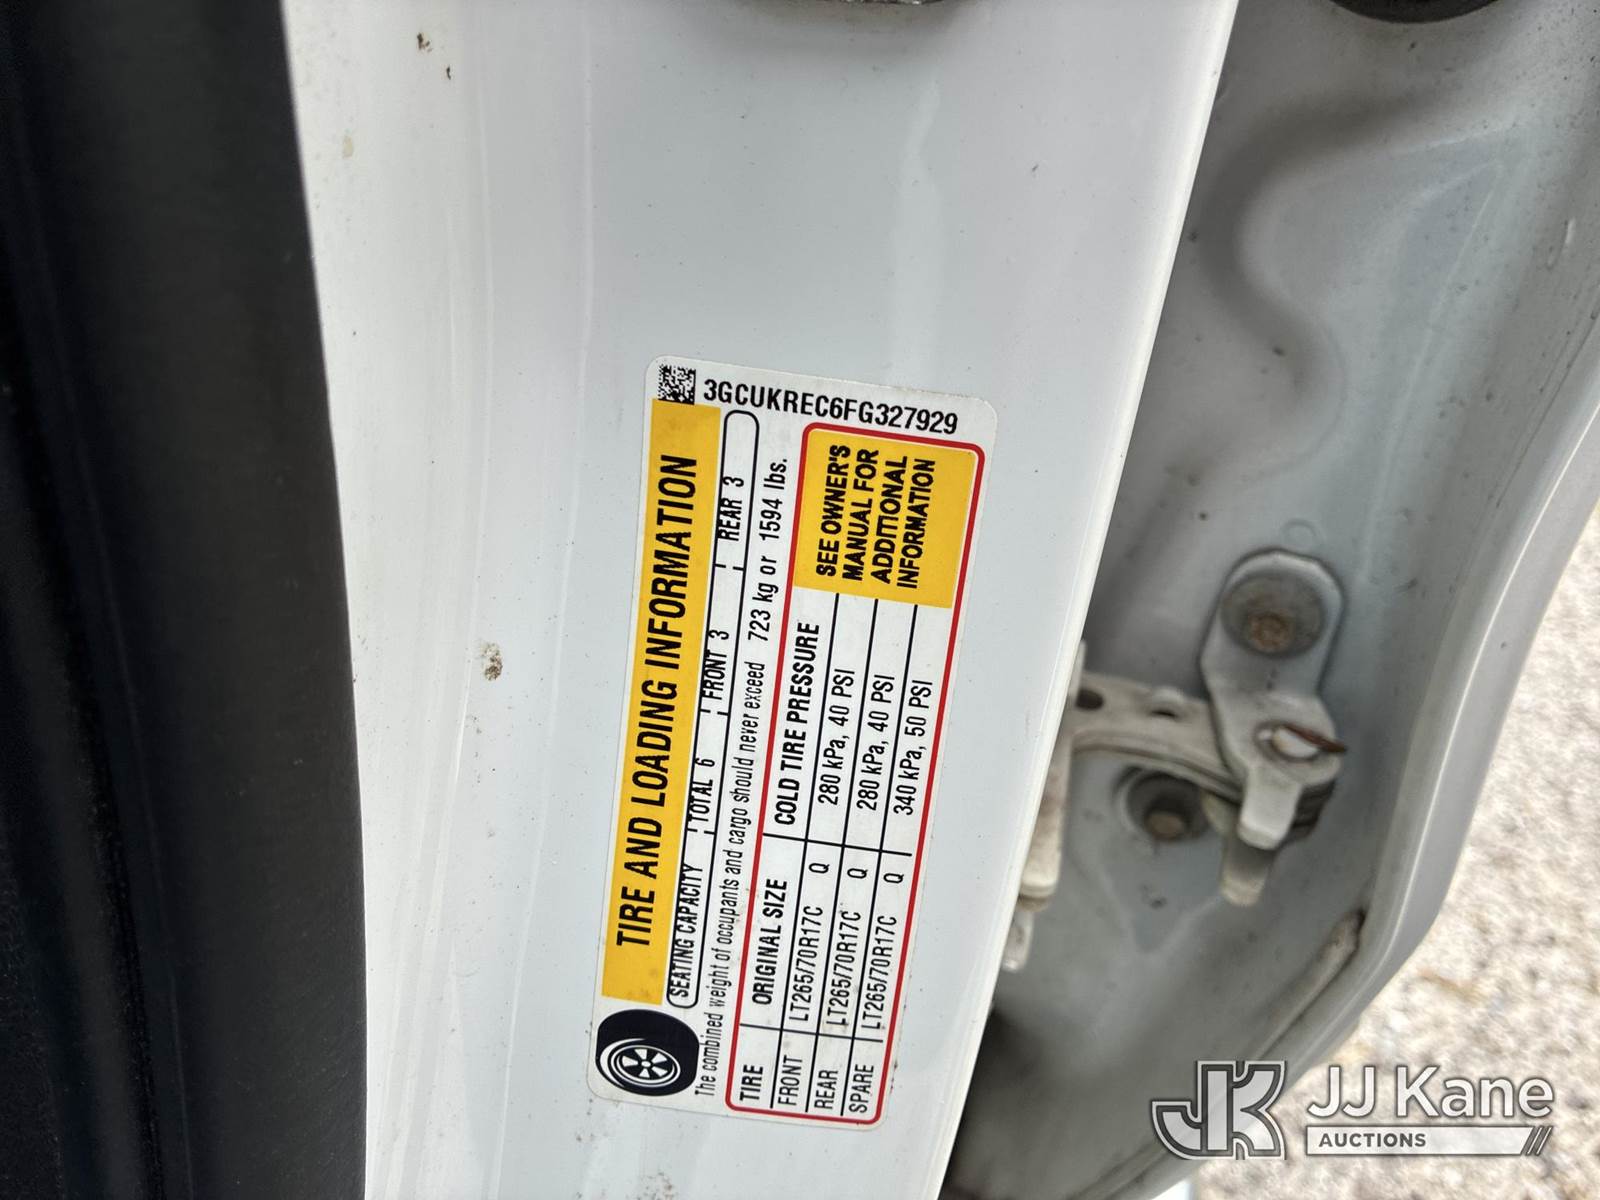 3GCUKREC6FG327929
TIRE AND LOADING INFORMATION
SEATING CAPACITY TOTAL 6 FRONT 3 REAR 3
The combined weight of occupants and cargo should never exceed 723 kg or 1594 lbs.
TIRE ORIGINAL SIZE COLD TIRE PRESSURE
FRONT LT265/70R17C Q 280 kPa, 40 PSI
REAR LT265/70R17C Q 280 kPa, 40 PSI
SPARE LT265/70R17C Q 340 kPa, 50 PSI
SEE OWNER'S
MANUAL FOR
ADDITIONAL
INFORMATION
JK JJ Kane
AUCTIONS